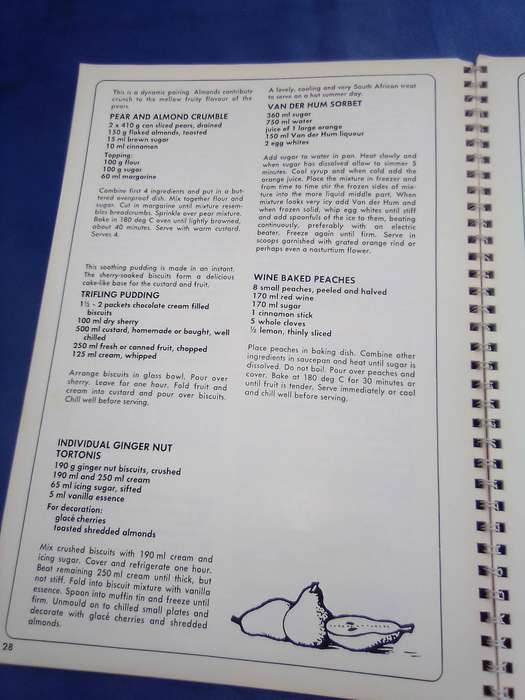 This is a dynamic pairing. Almonds contribute
crunch to the mellow fruity flavour of the
pears.
PEAR AND ALMOND CRUMBLE
2 x 410 g can sliced pears, drained
150 g flaked almonds, toasted
15 ml brown sugar
10 ml cinnamon
Topping:
100 g flour
100 g sugar
60 ml margarine
Combine first 4 ingredients and put in a but-
tered ovenproof dish. Mix together flour and
sugar. Cut in margarine until mixture resem-
bles breadcrumbs. Sprinkle over pear mixture.
Bake in 180 deg C oven until lightly browned,
about 40 minutes. Serve with warm custard.
Serves 4.
This soothing pudding is made in an instant.
The sherry-soaked biscuits form a delicious
cake-like base for the custard and fruit.
TRIFLING PUDDING
1½ - 2 packets chocolate cream filled
biscuits
100 ml dry sherry
500 ml custard, homemade or bought, well
chilled
250 ml fresh or canned fruit, chopped
125 ml cream, whipped
Arrange biscuits in glass bowl. Pour over
sherry. Leave for one hour. Fold fruit and
cream into custard and pour over biscuits.
Chill well before serving.
INDIVIDUAL GINGER NUT
TORTONIS
190 g ginger nut biscuits, crushed
190 ml and 250 ml cream
65 ml icing sugar, sifted
5 ml vanilla essence
For decoration:
glacé cherries
toasted shredded almonds
Mix crushed biscuits with 190 ml cream and
icing sugar. Cover and refrigerate one hour.
Beat remaining 250 ml cream until thick, but
not stiff. Fold into biscuit mixture with vanilla
essence. Spoon into muffin tin and freeze until
firm. Unmould on to chilled small plates and
decorate with glacé cherries and shredded
almonds.
28
A lovely, cooling and very South African treat
to serve on a hot summer day.
VAN DER HUM SORBET
360 ml sugar
750 ml water
juice of 1 large orange
150 ml Van der Hum liqueur
2 egg whites
Add sugar to water in pan. Heat slowly and
when sugar has dissolved allow to simmer 5
minutes. Cool syrup and when cold add the
orange juice. Place the mixture in freezer and
from time to time stir the frozen sides of mix-
ture into the more liquid middle part. When
mixture looks very icy add Van der Hum and
when frozen solid, whip egg whites until stiff
and add spoonfuls of the ice to them, beating
continuously, preferably with an electric
beater. Freeze again until firm. Serve in
scoops garnished with grated orange rind or
perhaps even a nasturtium flower.
WINE BAKED PEACHES
8 small peaches, peeled and halved
170 ml red wine
170 ml sugar
1 cinnamon stick
5 whole cloves
½ lemon, thinly sliced
Place peaches in baking dish. Combine other
ingredients in saucepan and heat until sugar is
dissolved. Do not boil. Pour over peaches and
cover. Bake at 180 deg C for 30 minutes or
until fruit is tender. Serve immediately or cool
and chill well before serving.